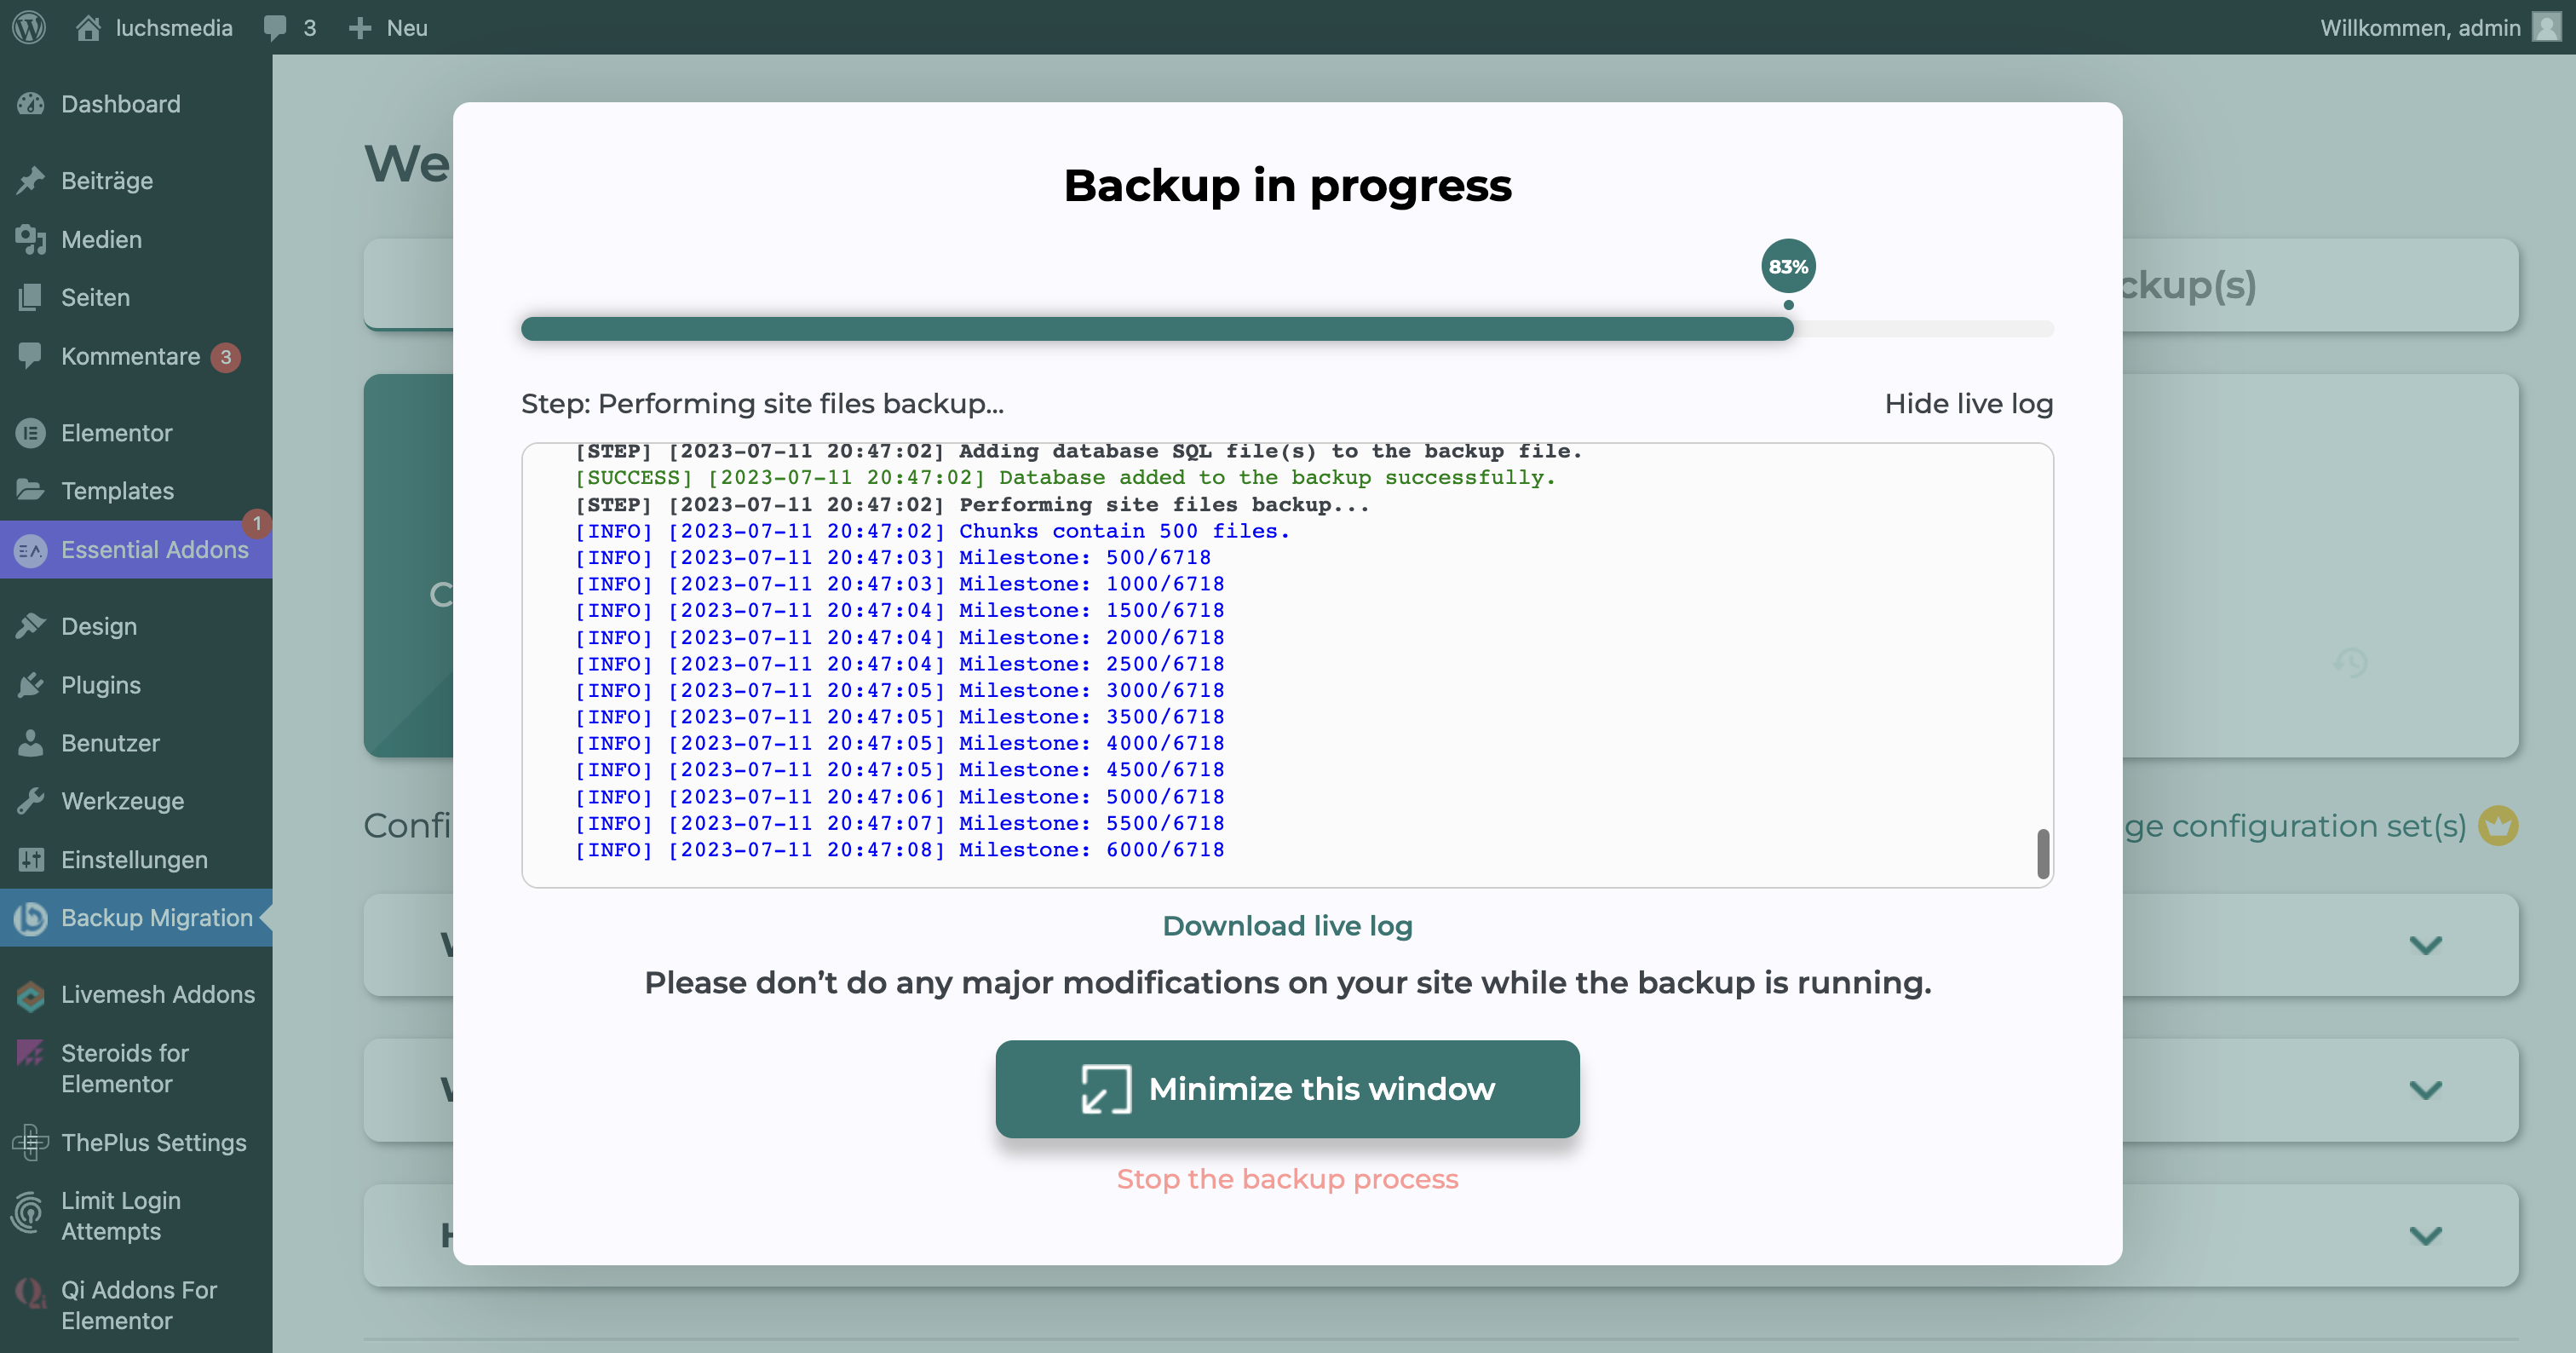 luchsmedia
3
Neu
Willkommen, admin
Dashboard
Beiträge
Medien
Seiten
Kommentare 3
Elementor
Templates
1
Essential Addons
Design
Plugins
Benutzer
Werkzeuge
Einstellungen
Backup Migration
Livemesh Addons
Steroids for
Elementor
ThePlus Settings
Limit Login
Attempts
Qi Addons For
Elementor
We
ckup(s)
C
Confi
ge configuration set(s)
Backup in progress
83%
Step: Performing site files backup...
Hide live log
[STEP] [2023-07-11 20:47:02] Adding database SQL file(s) to the backup file.
[SUCCESS] [2023-07-11 20:47:02] Database added to the backup successfully.
[STEP] [2023-07-11 20:47:02] Performing site files backup...
[INFO] [2023-07-11 20:47:02] Chunks contain 500 files.
[INFO] [2023-07-11 20:47:03] Milestone: 500/6718
[INFO] [2023-07-11 20:47:03] Milestone: 1000/6718
[INFO] [2023-07-11 20:47:04] Milestone: 1500/6718
[INFO] [2023-07-11 20:47:04] Milestone: 2000/6718
[INFO] [2023-07-11 20:47:04] Milestone: 2500/6718
[INFO] [2023-07-11 20:47:05] Milestone: 3000/6718
[INFO] [2023-07-11 20:47:05] Milestone: 3500/6718
[INFO] [2023-07-11 20:47:05] Milestone: 4000/6718
[INFO] [2023-07-11 20:47:05] Milestone: 4500/6718
[INFO] [2023-07-11 20:47:06] Milestone: 5000/6718
[INFO] [2023-07-11 20:47:07] Milestone: 5500/6718
[INFO] [2023-07-11 20:47:08] Milestone: 6000/6718
Download live log
Please don’t do any major modifications on your site while the backup is running.
Minimize this window
Stop the backup process